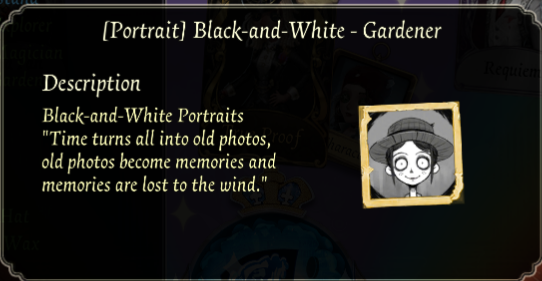 [Portrait] Black-and-White - Gardener
Requiem
Description
Black-and-White Portraits
"Time turns all into old photos,
old photos become memories and
memories are lost to the wind."